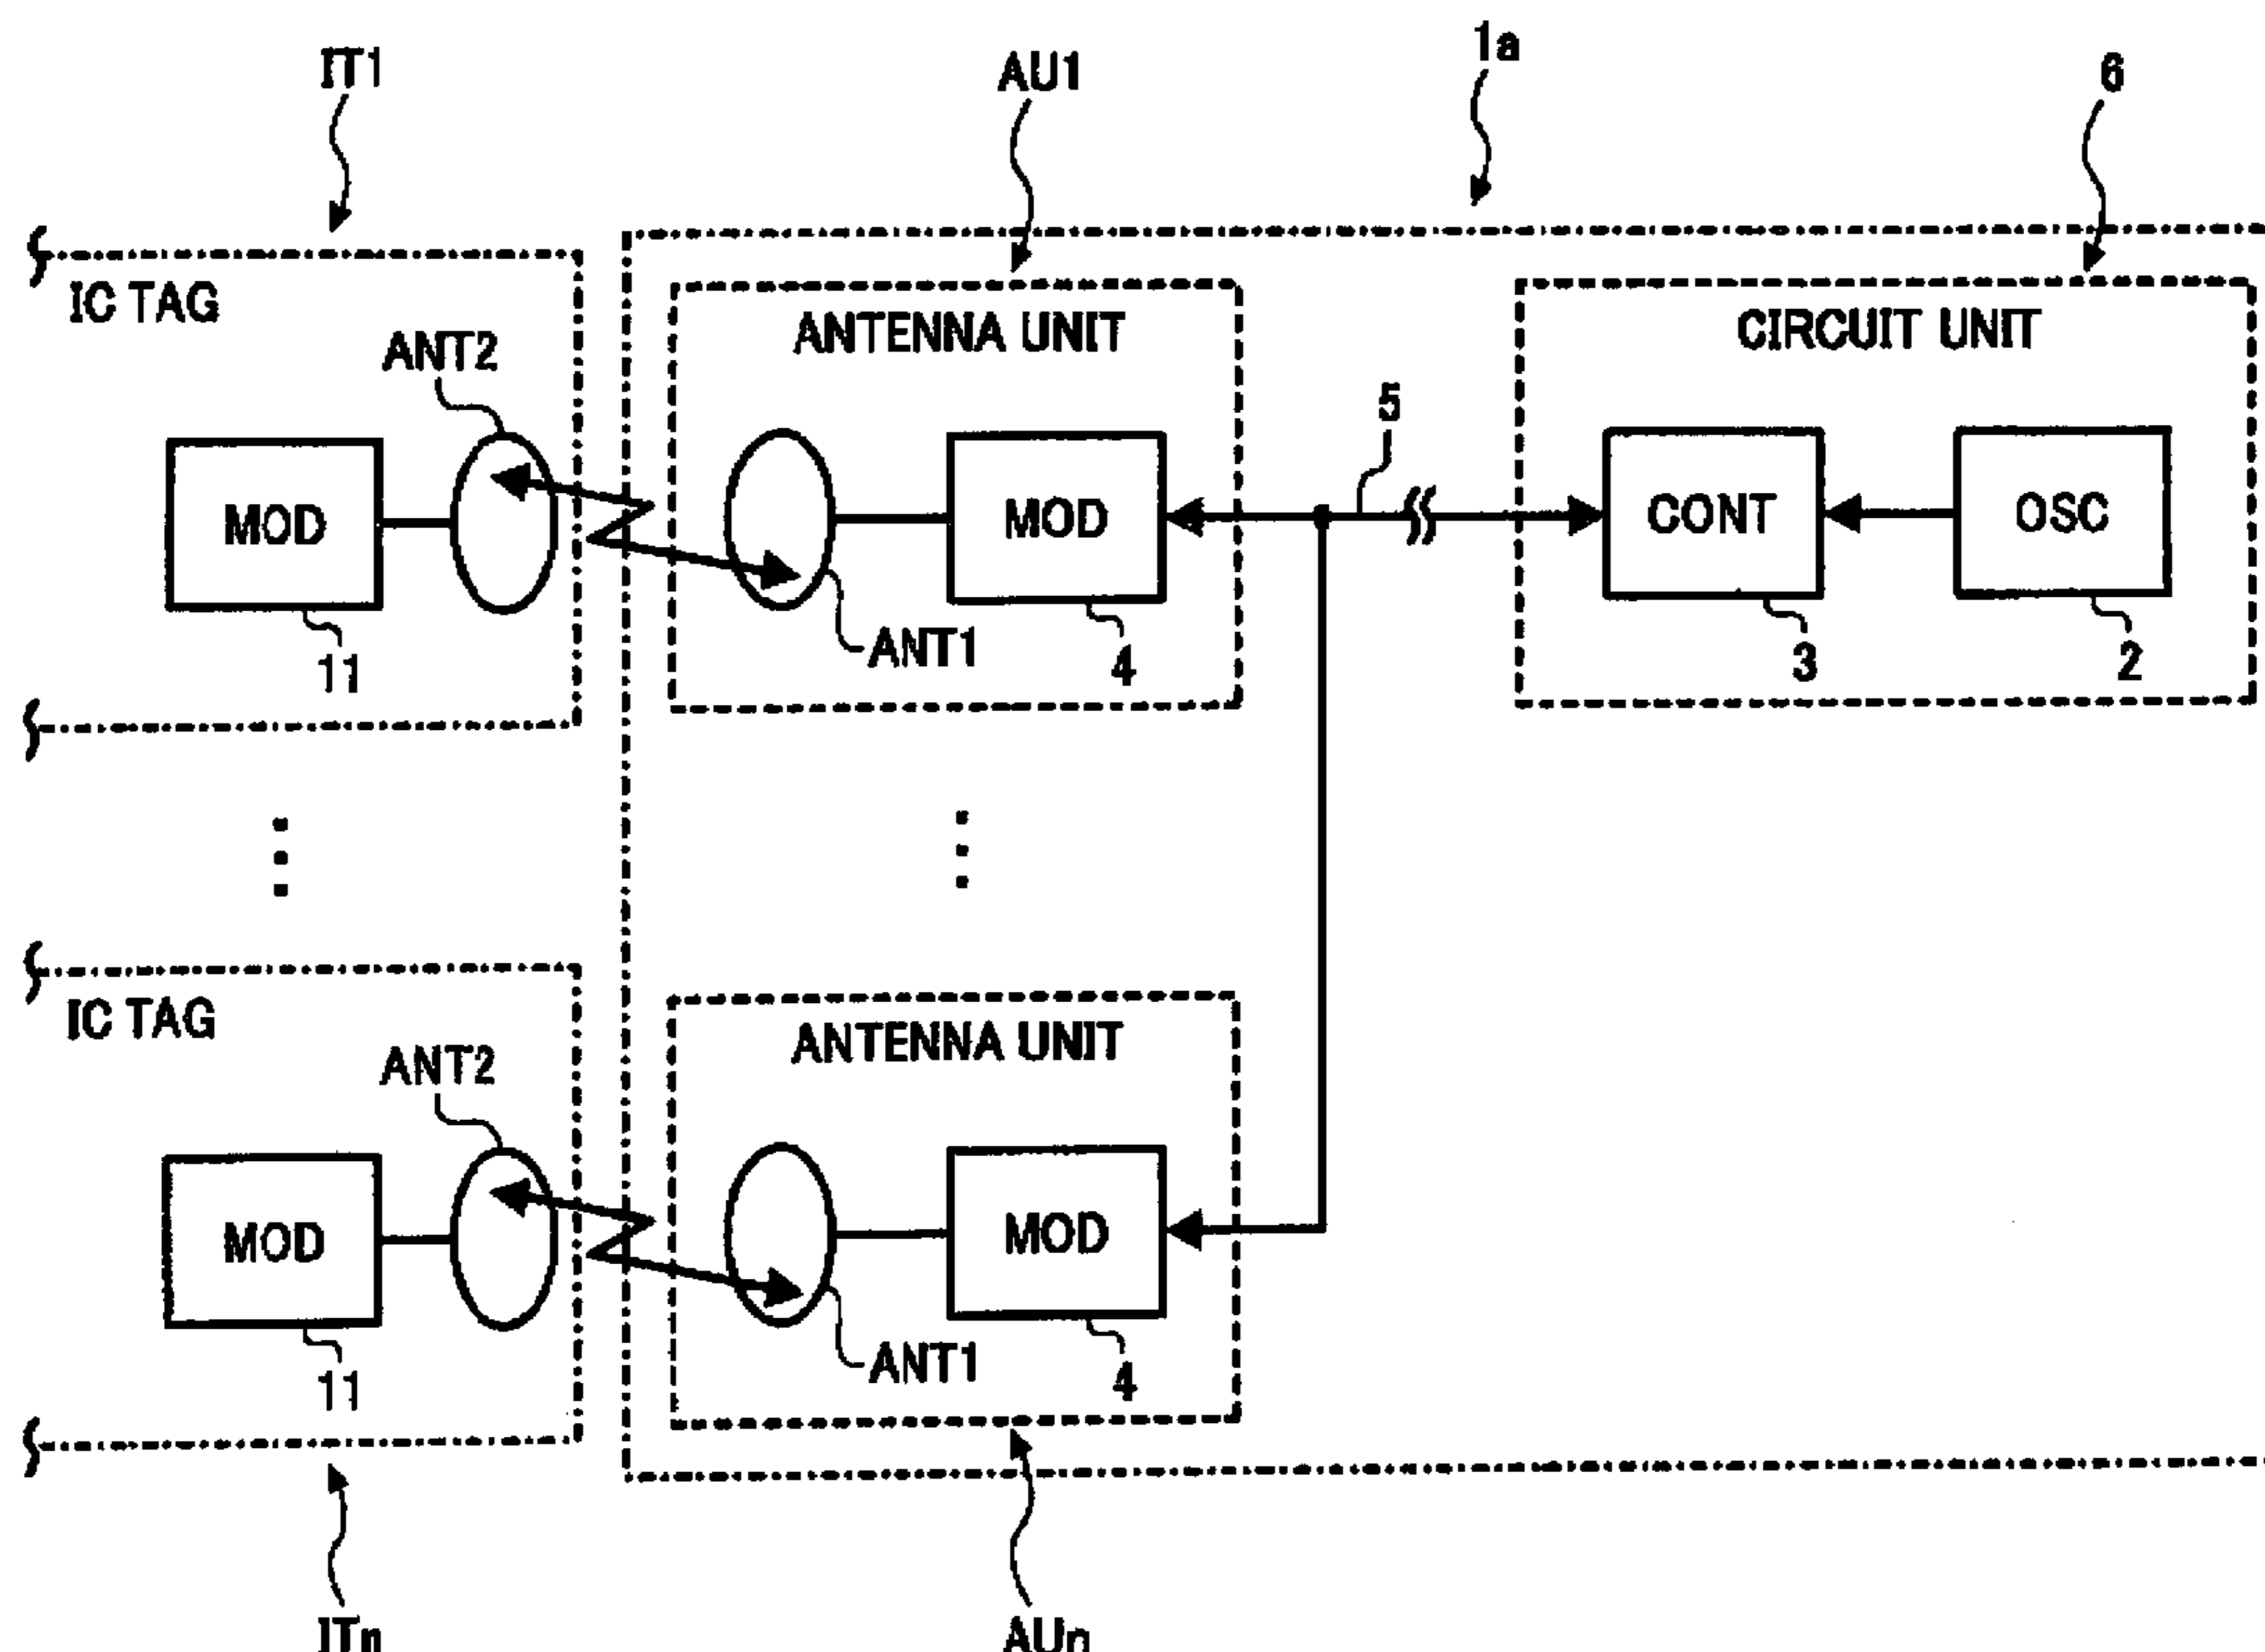 IT1
AU1
1a
6
IC TAG
ANTENNA UNIT
CIRCUIT UNIT
ANT2
5
MOD
MOD
CONT
OSC
ANT1
11
4
3
2
IC TAG
ANTENNA UNIT
ANT2
MOD
MOD
ANT1
11
4
ITn
AUn